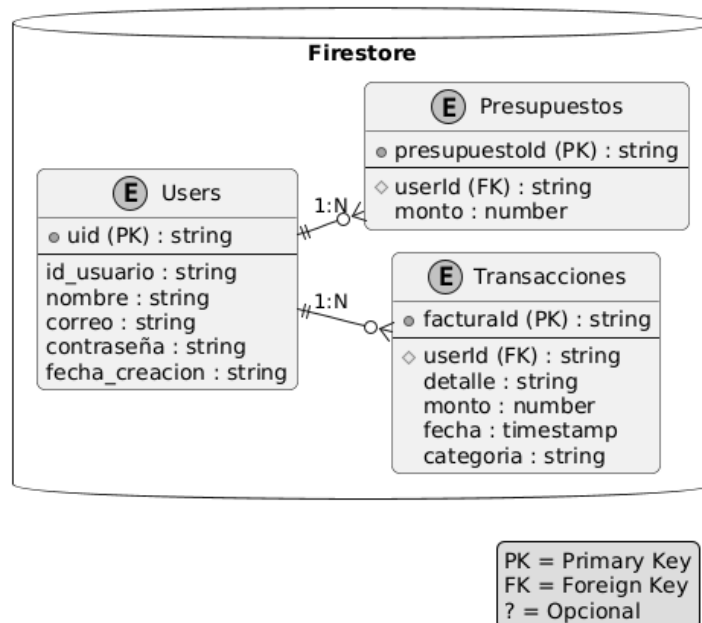 Firestore
E Presupuestos
presupuestoId (PK) : string
userId (FK) : string
monto : number
E Users
uid (PK) : string
id_usuario : string
nombre : string
correo : string
contraseña : string
fecha_creacion : string
1:N
1:N
E Transacciones
facturaId (PK) : string
userId (FK) : string
detalle : string
monto : number
fecha : timestamp
categoria : string
PK = Primary Key
FK = Foreign Key
? = Opcional